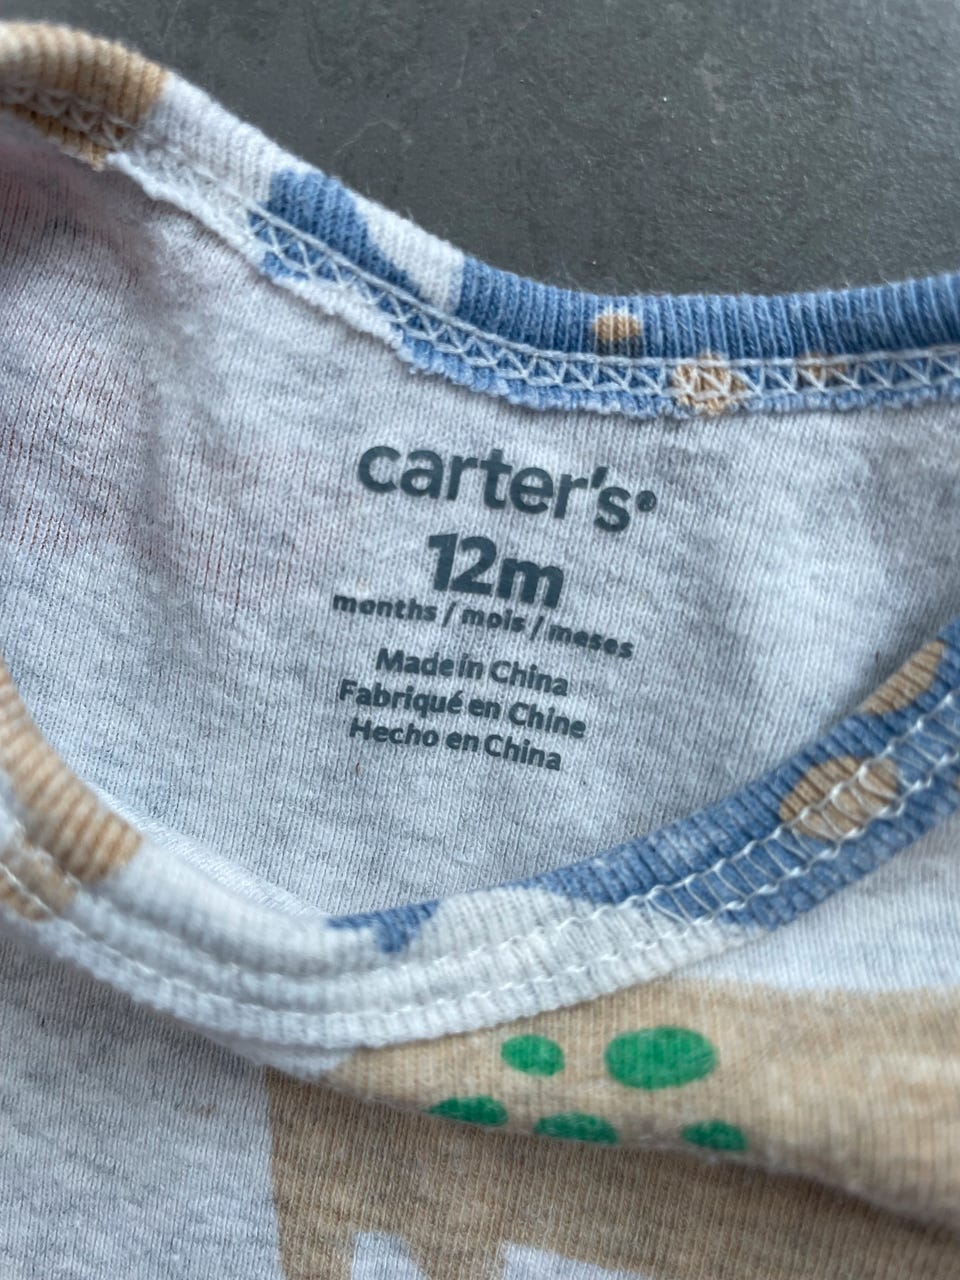 carter's®
12m
months / mois / meses
Made in China
Fabriqué en Chine
Hecho en China